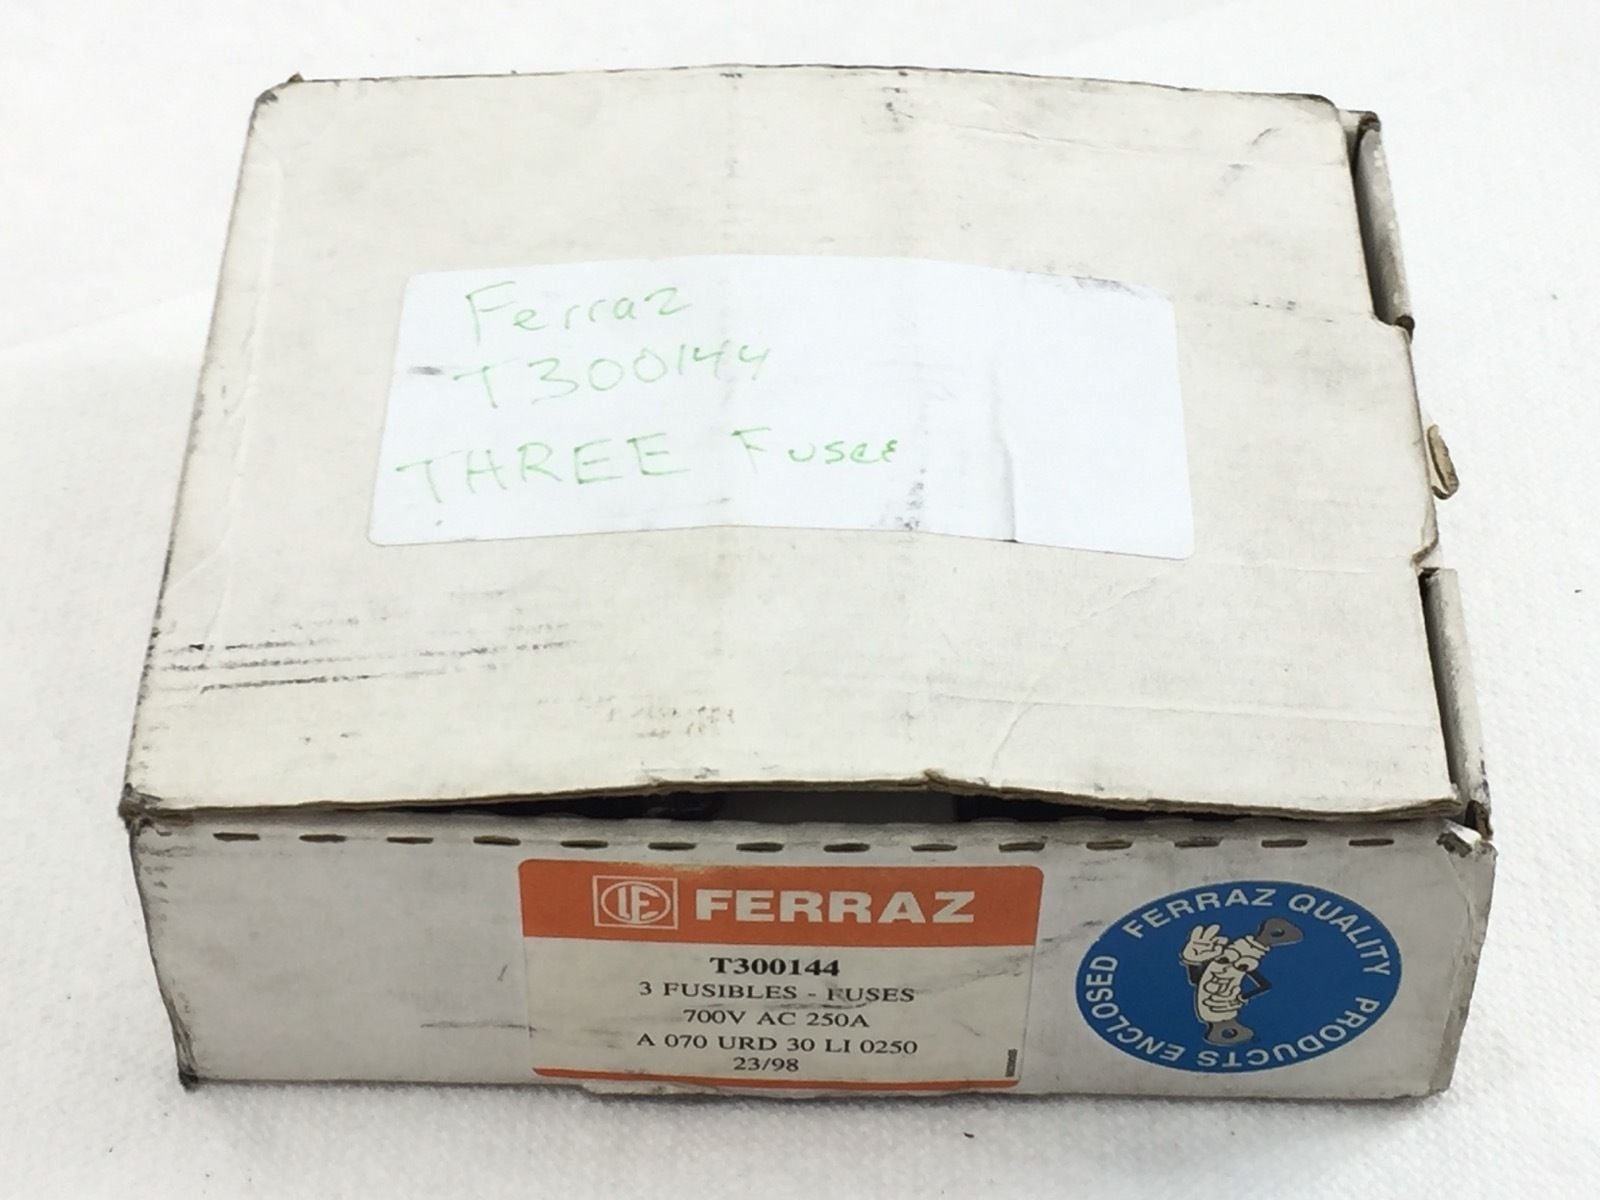 Ferraz
T300144
THREE Fuses
FERRAZ
T300144
3 FUSIBLES - FUSES
700V AC 250A
A 070 URD 30 LI 0250
23/98
FERRAZ QUALITY PRODUCTS ENCLOSED